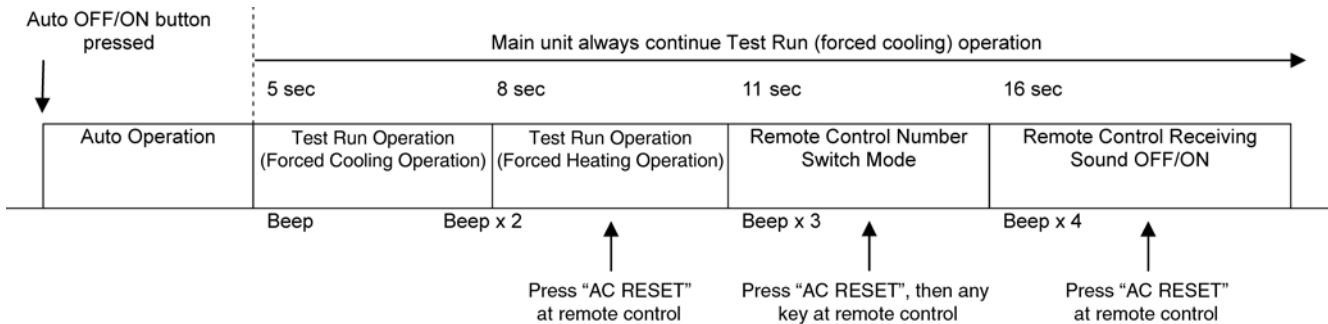 Auto OFF/ON button
pressed
Main unit always continue Test Run (forced cooling) operation
5 sec
8 sec
11 sec
16 sec
Auto Operation
Test Run Operation
(Forced Cooling Operation)
Test Run Operation
(Forced Heating Operation)
Remote Control Number
Switch Mode
Remote Control Receiving
Sound OFF/ON
Beep
Beep x 2
Beep x 3
Beep x 4
Press “AC RESET”
at remote control
Press “AC RESET”, then any
key at remote control
Press “AC RESET”
at remote control